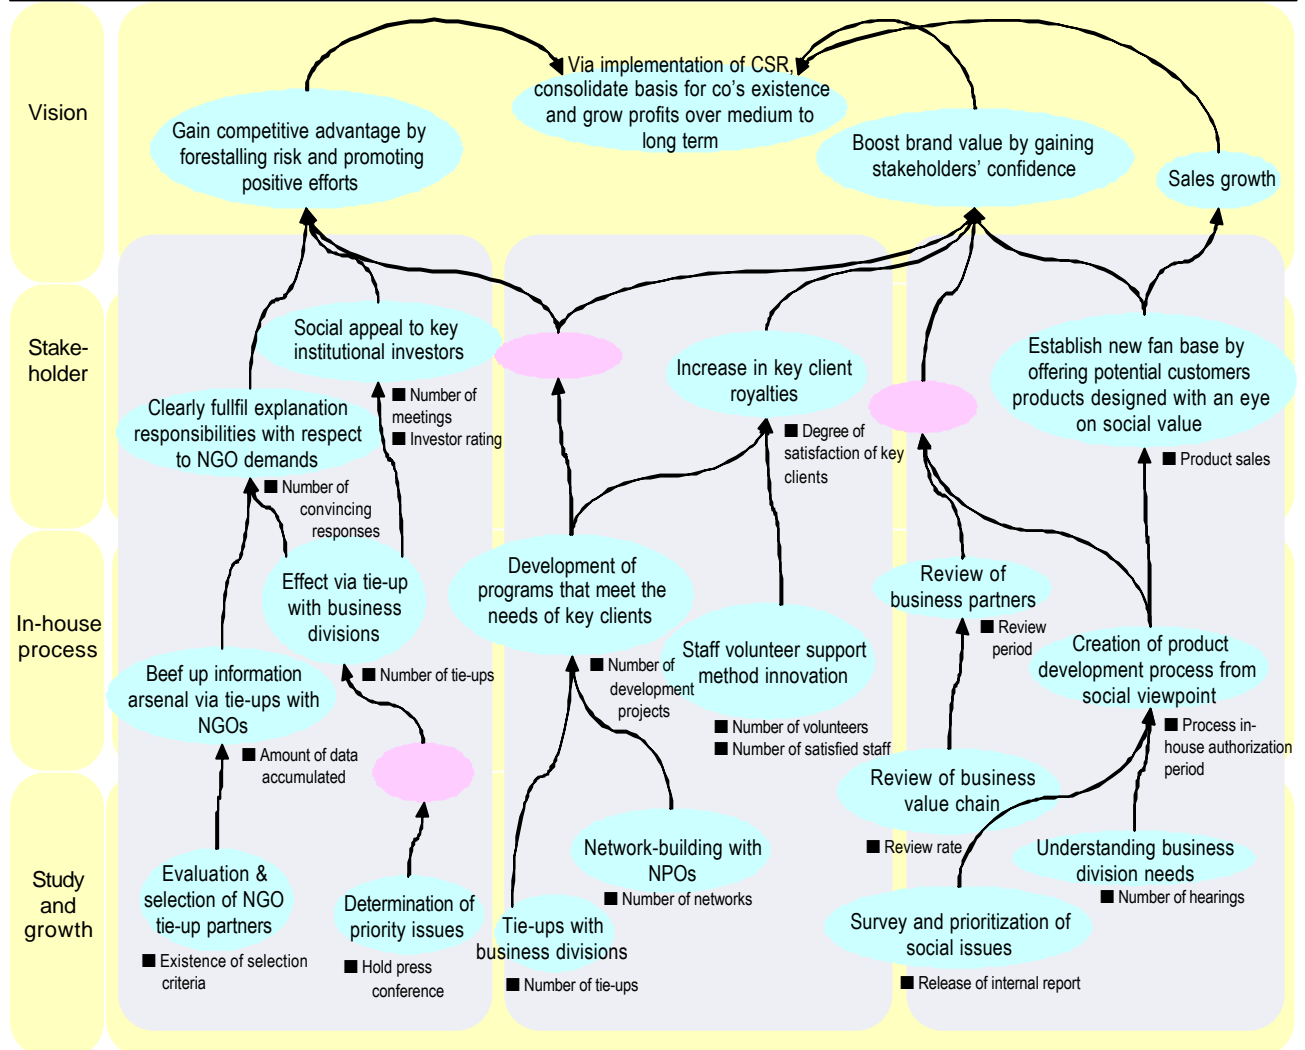 Vision
Via implementation of CSR,
consolidate basis for co's existence
and grow profits over medium to
long term
Gain competitive advantage by
forestalling risk and promoting
positive efforts
Boost brand value by gaining
stakeholders' confidence
Sales growth
Stake-
holder
Social appeal to key
institutional investors
■ Number of
meetings
■ Investor rating
Clearly fullfil explanation
responsibilities with respect
to NGO demands
■ Number of
convincing
responses
Increase in key client
royalties
■ Degree of
satisfaction of key
clients
Establish new fan base by
offering potential customers
products designed with an eye
on social value
■ Product sales
In-house
process
Effect via tie-up
with business
divisions
■ Number of tie-ups
Beef up information
arsenal via tie-ups with
NGOs
■ Amount of data
accumulated
Development of
programs that meet the
needs of key clients
■ Number of
development
projects
Staff volunteer support
method innovation
■ Number of volunteers
■ Number of satisfied staff
Review of
business partners
■ Review
period
Creation of product
development process from
social viewpoint
■ Process in-
house authorization
period
Study
and
growth
Evaluation &
selection of NGO
tie-up partners
■ Existence of selection
criteria
Determination of
priority issues
■ Hold press
conference
Network-building with
NPOs
■ Number of networks
Tie-ups with
business divisions
■ Number of tie-ups
Review of business
value chain
■ Review rate
Understanding business
division needs
■ Number of hearings
Survey and prioritization of
social issues
■ Release of internal report